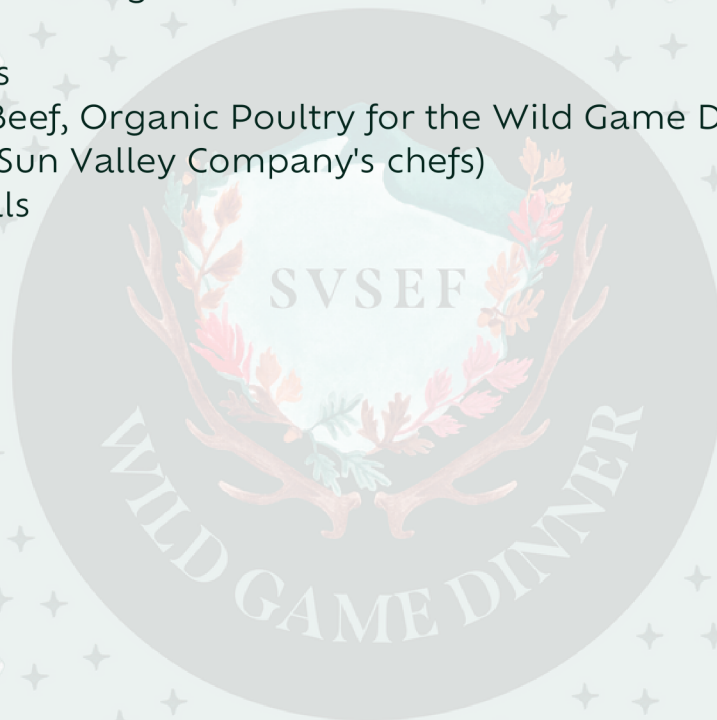 s
Beef, Organic Poultry for the Wild Game D
Sun Valley Company's chefs)
lls
SVSEF
WILD GAME DINNER